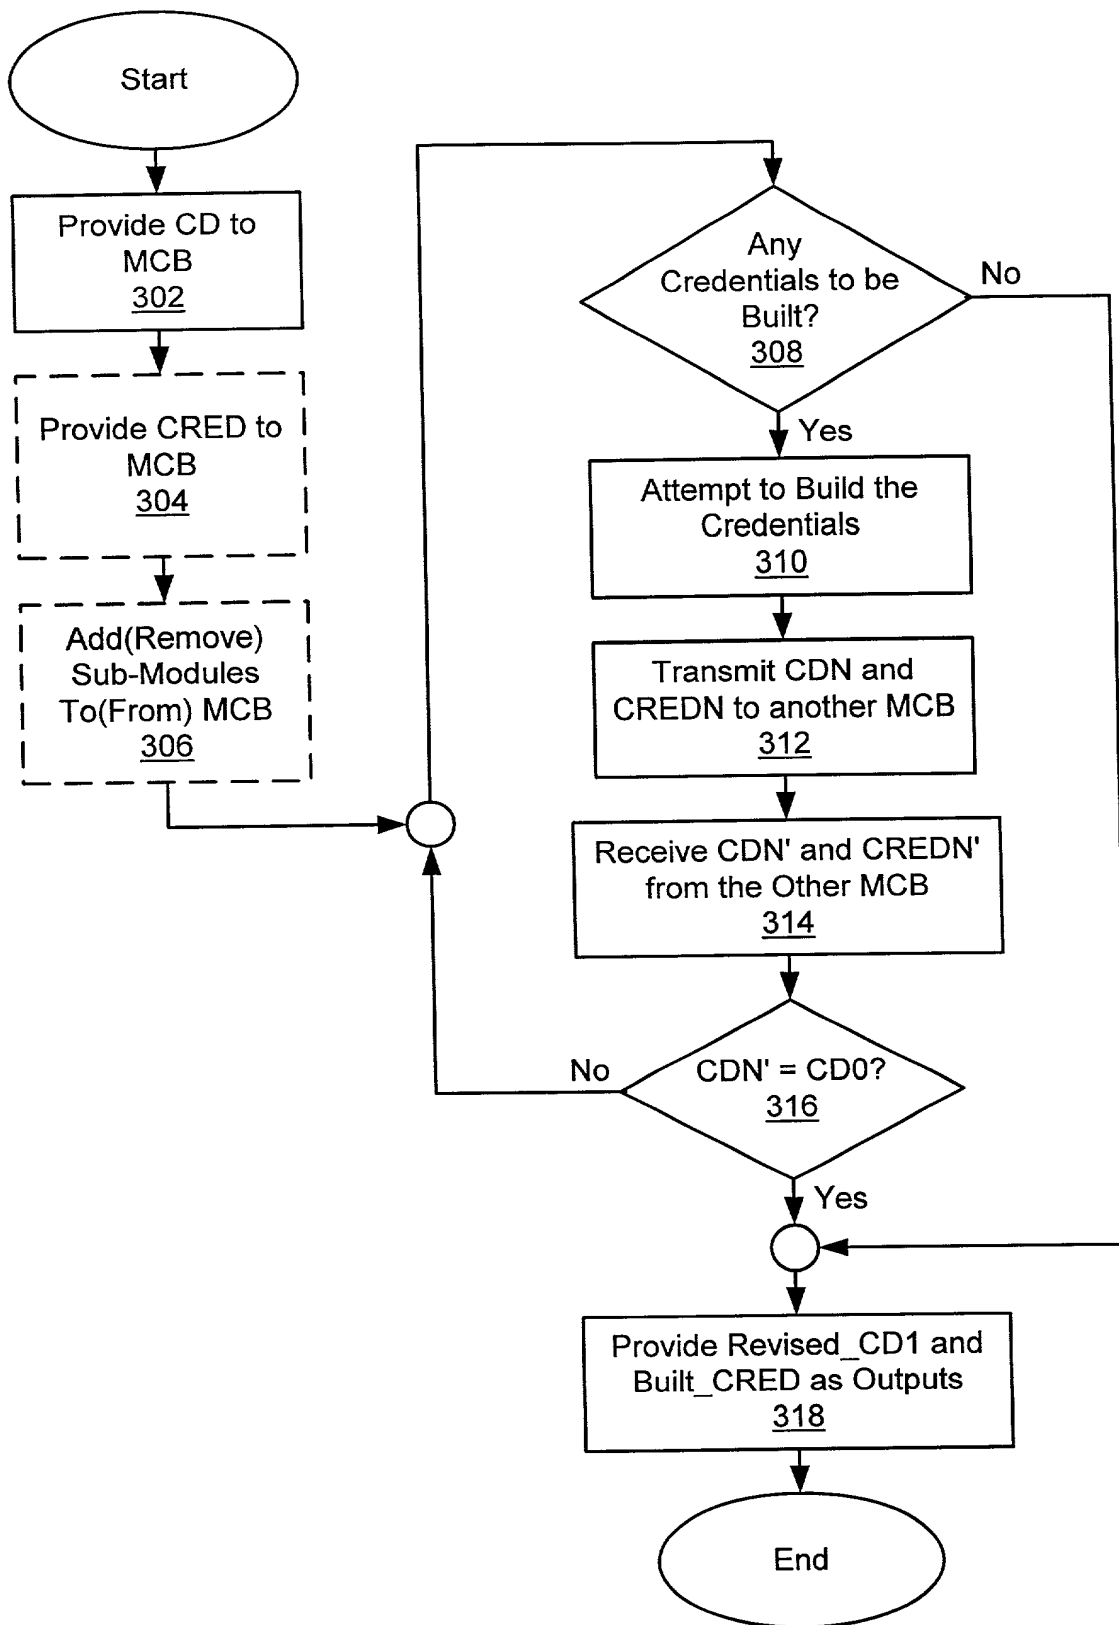 Start
Provide CD to
MCB
302
Provide CRED to
MCB
304
Add(Remove)
Sub-Modules
To(From) MCB
306
Any
Credentials to be
Built?
308
No
Yes
Attempt to Build the
Credentials
310
Transmit CDN and
CREDN to another MCB
312
Receive CDN' and CREDN'
from the Other MCB
314
No
CDN' = CD0?
316
Yes
Provide Revised_CD1 and
Built_CRED as Outputs
318
End